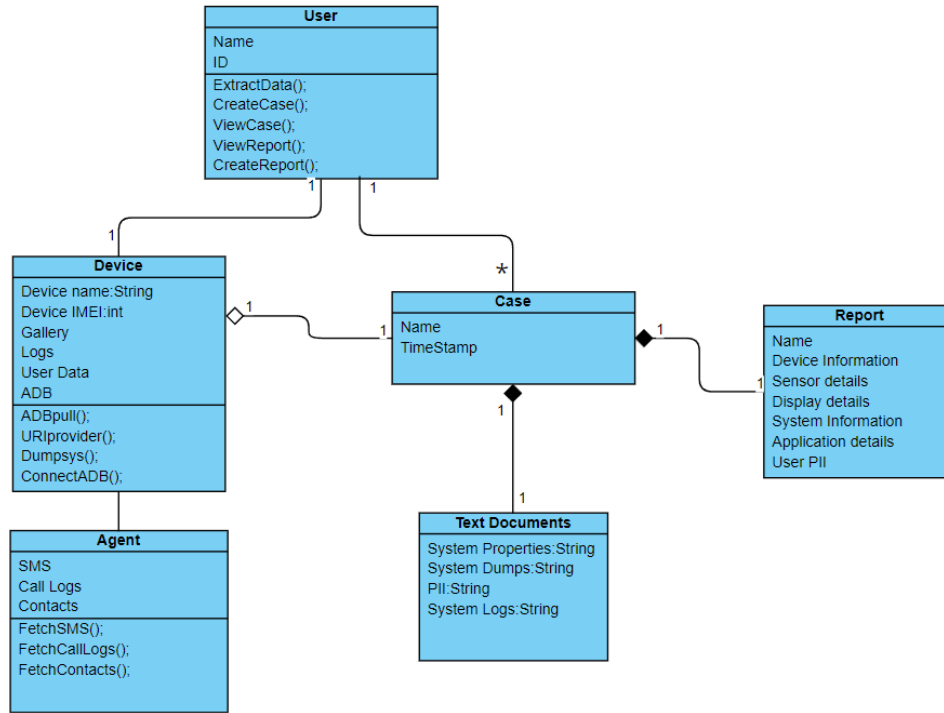 User
Name
ID
ExtractData();
CreateCase();
ViewCase();
ViewReport();
CreateReport();
1
1
1
*
Device
Device name:String
Device IMEI:int
Gallery
Logs
User Data
ADB
ADBpull();
URIprovider();
Dumpsys();
ConnectADB();
1
1
Case
Name
TimeStamp
1
1
Report
Name
Device Information
Sensor details
Display details
System Information
Application details
User PII
1
1
Text Documents
System Properties:String
System Dumps:String
PII:String
System Logs:String
Agent
SMS
Call Logs
Contacts
FetchSMS();
FetchCallLogs();
FetchContacts();